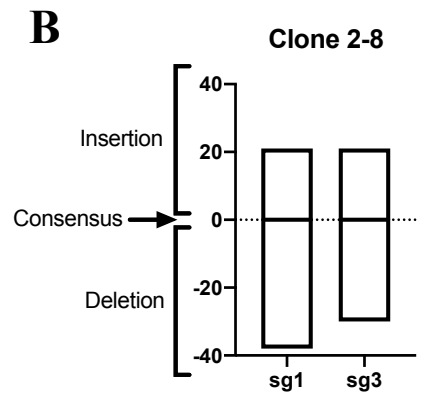 B
Clone 2-8
40
Insertion
20
Consensus
0
-20
Deletion
-40
sg1 sg3